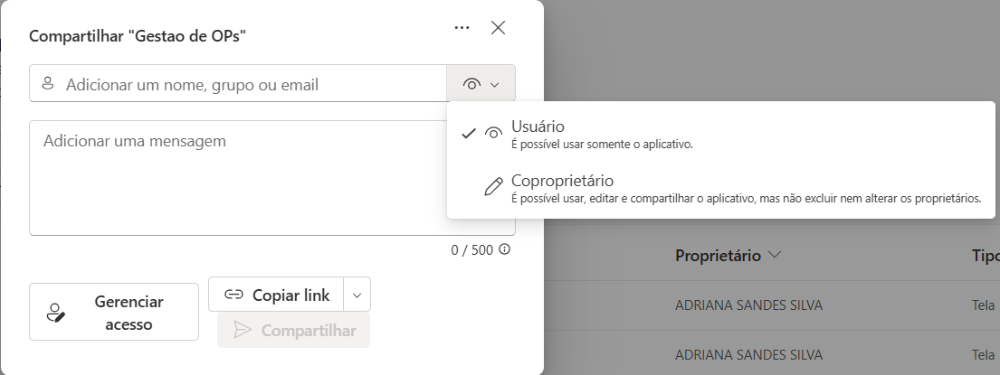 Compartilhar "Gestao de OPs"
Adicionar um nome, grupo ou email
Usuário
É possível usar somente o aplicativo.
Coproprietário
É possível usar, editar e compartilhar o aplicativo, mas não excluir nem alterar os proprietários.
Adicionar uma mensagem
0 / 500
Gerenciar
acesso
Copiar link
Compartilhar
Proprietário
Tipo
ADRIANA SANDES SILVA
Tela
ADRIANA SANDES SILVA
Tela